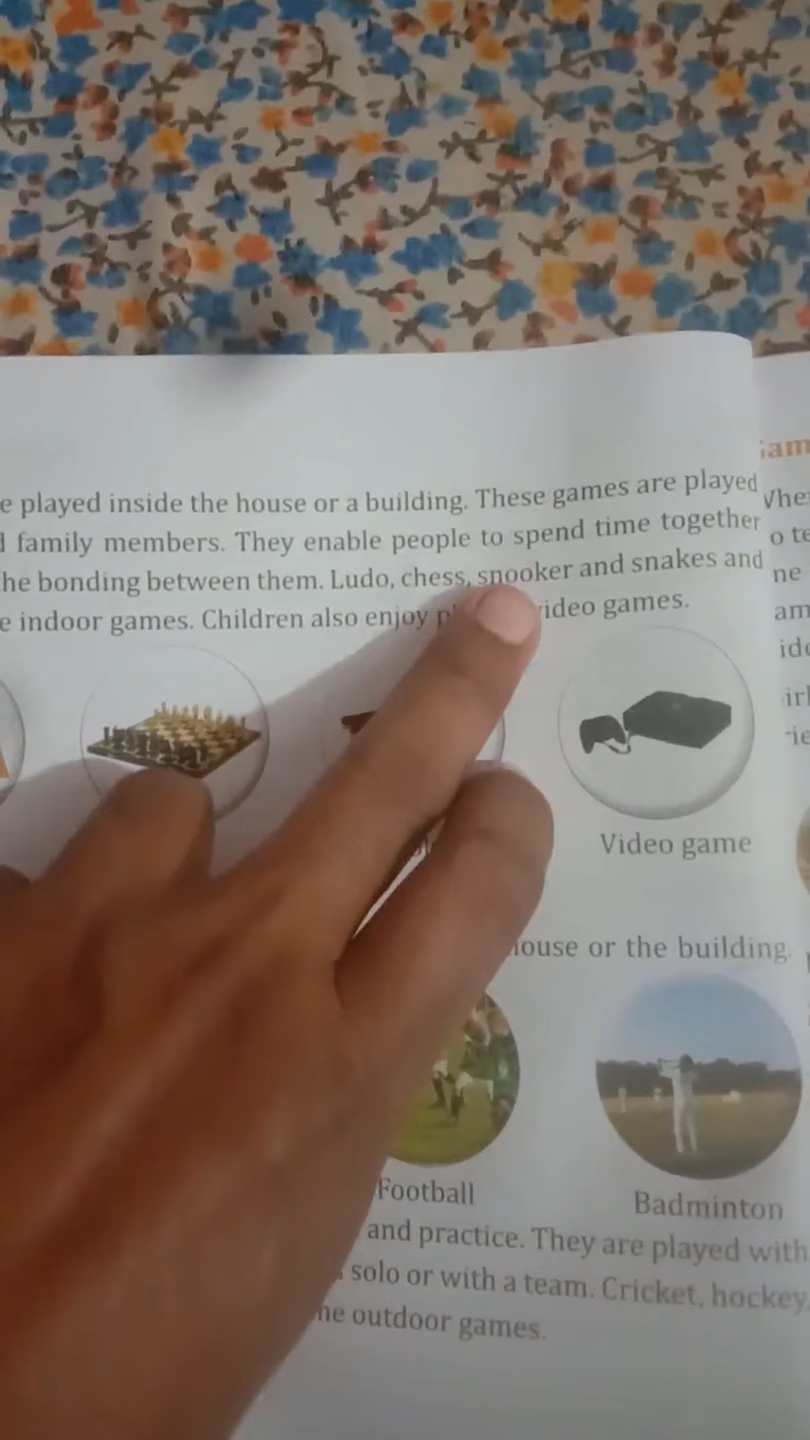 e played inside the house or a building. These games are played
family members. They enable people to spend time together
he bonding between them. Ludo, chess, snooker and snakes and
e indoor games. Children also enjoy video games.
Video game
house or the building.
Football
Badminton
and practice. They are played with
solo or with a team. Cricket, hockey,
he outdoor games.